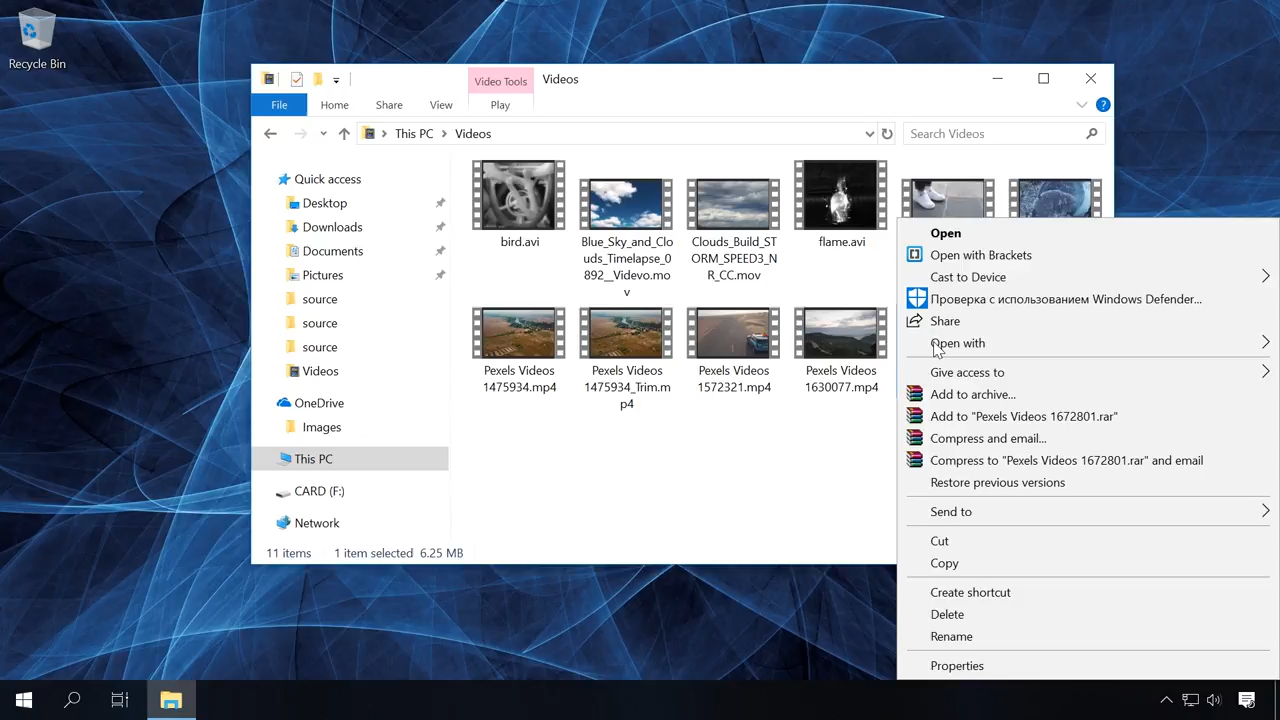 Recycle Bin
Video Tools
Videos
File
Home
Share
View
Play
?
This PC
Videos
Search Videos
Quick access
Desktop
Downloads
Documents
Pictures
source
source
source
Videos
OneDrive
Images
This PC
CARD (F:)
Network
bird.avi
Blue_Sky_and_Clo
uds_Timelapse_0
892__Videvo.mo
v
Clouds_Build_ST
ORM_SPEED3_N
R_CC.mov
flame.avi
Pexels Videos
1475934.mp4
Pexels Videos
1475934_Trim.m
p4
Pexels Videos
1572321.mp4
Pexels Videos
1630077.mp4
11 items
1 item selected 6.25 MB
Open
Open with Brackets
Cast to Device
Проверка с использованием Windows Defender...
Share
Open with
Give access to
Add to archive...
Add to "Pexels Videos 1672801.rar"
Compress and email...
Compress to "Pexels Videos 1672801.rar" and email
Restore previous versions
Send to
Cut
Copy
Create shortcut
Delete
Rename
Properties